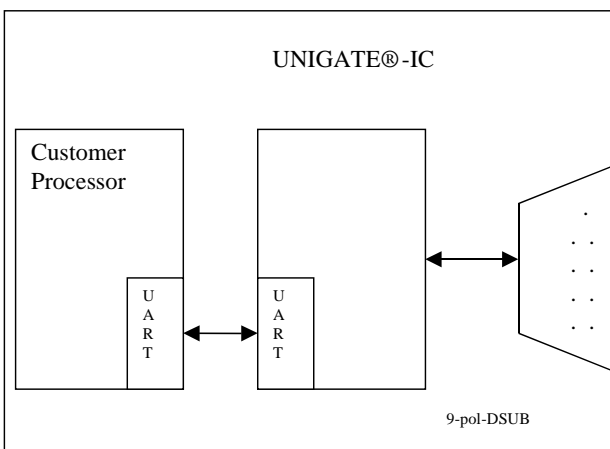 UNIGATE®-IC
Customer
Processor
U
A
R
T
U
A
R
T
9-pol-DSUB